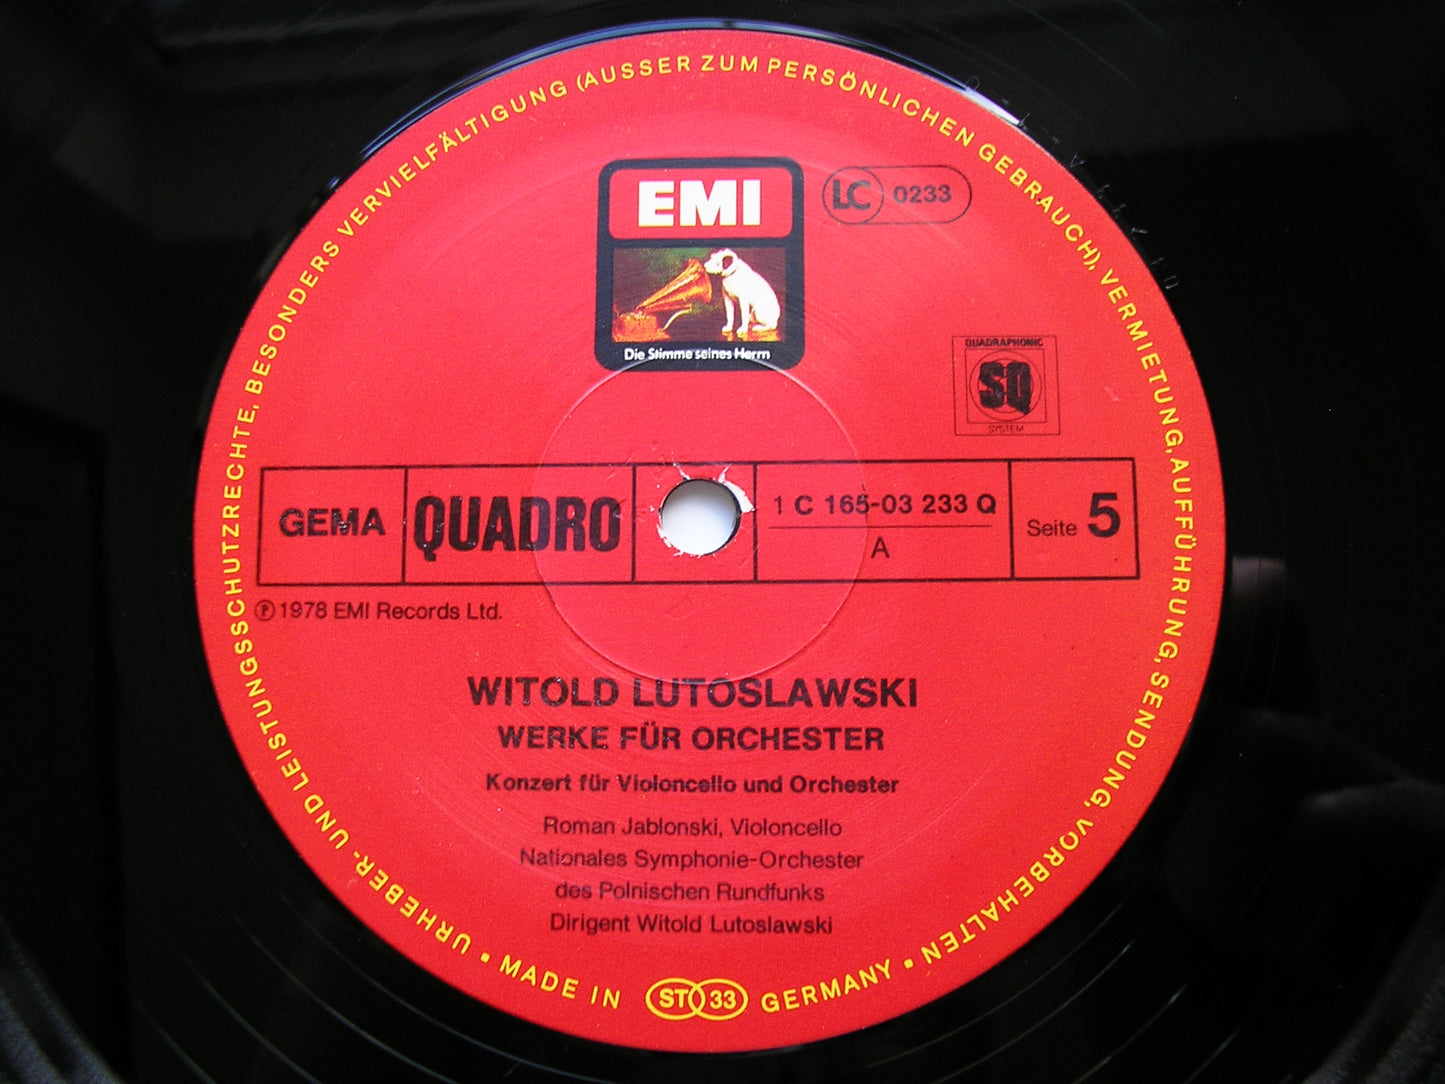 URHEBER- UND LEISTUNGSSCHUTZRECHTE, BESONDERS VERVIELFÄLTIGUNG (AUSSER ZUM PERSÖNLICHEN GEBRAUCH), VERMIETUNG, AUFFÜHRUNG, SENDUNG, VORBEHALTEN
EMI
LC 0233
Die Stimme seines Herrn
QUADRAPHONIC
SQ
SYSTEM
GEMA
QUADRO
1 C 165-03 233 Q
A
Seite 5
℗ 1978 EMI Records Ltd.
WITOLD LUTOSLAWSKI
WERKE FÜR ORCHESTER
Konzert für Violoncello und Orchester
Roman Jablonski, Violoncello
Nationales Symphonie-Orchester
des Polnischen Rundfunks
Dirigent Witold Lutoslawski
• MADE IN ST 33 GERMANY •